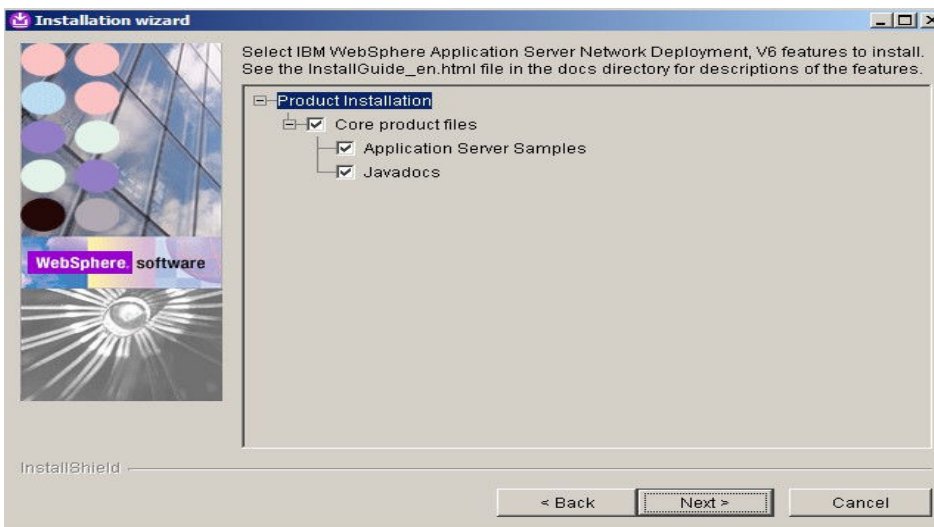 Installation wizard
Select IBM WebSphere Application Server Network Deployment, V6 features to install.
See the InstallGuide_en.html file in the docs directory for descriptions of the features.
Product Installation
Core product files
Application Server Samples
Javadocs
WebSphere. software
InstallShield
< Back
Next >
Cancel